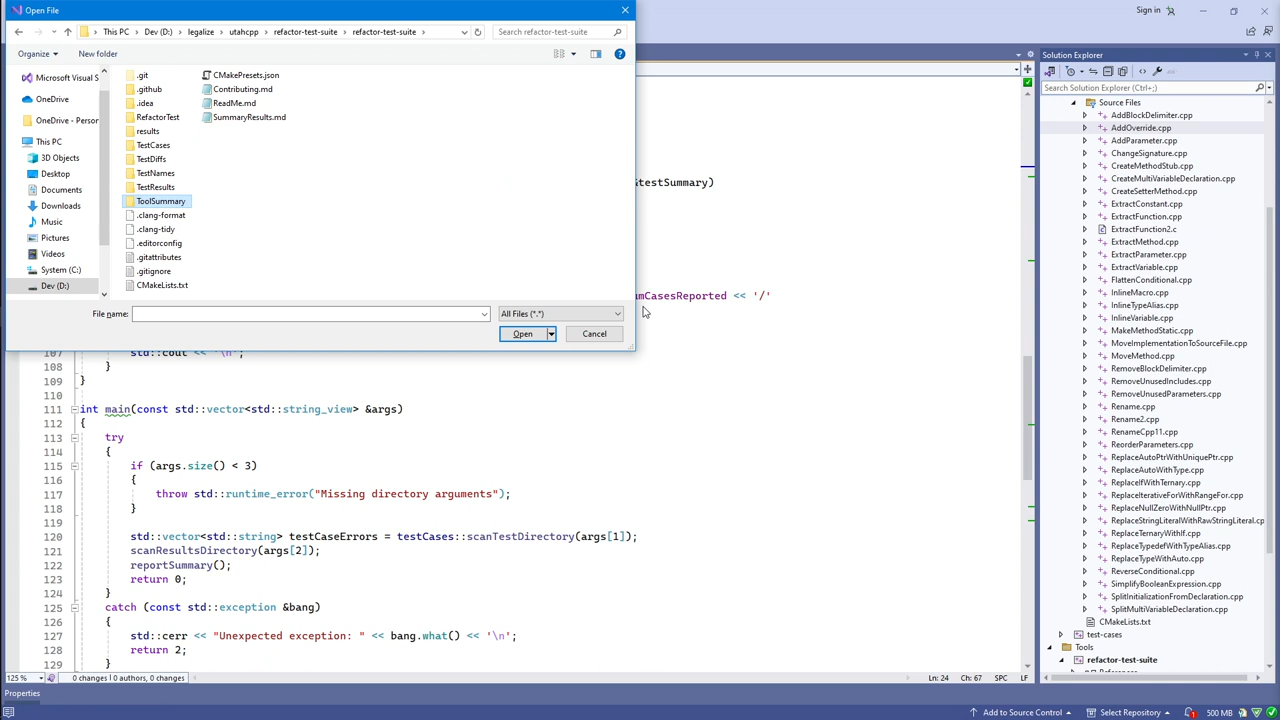 Open File
Sign in
This PC > Dev (D:) > legalize > utahcpp > refactor-test-suite > refactor-test-suite >
Search refactor-test-suite
Organize
New folder
Microsoft Visual S
OneDrive
OneDrive - Person
This PC
3D Objects
Desktop
Documents
Downloads
Music
Pictures
Videos
System (C:)
Dev (D:)
.git
.github
.idea
RefactorTest
results
TestCases
TestDiffs
TestNames
TestResults
ToolSummary
.clang-format
.clang-tidy
.editorconfig
.gitattributes
.gitignore
CMakeLists.txt
CMakePresets.json
Contributing.md
ReadMe.md
SummaryResults.md
File name:
All Files (*.*)
Open
Cancel
&testSummary)
umCasesReported << '/'
107 std::cout << '\n';
108 }
109 }
110
111 int main(const std::vector<std::string_view> &args)
112 {
113 try
114 {
115 if (args.size() < 3)
116 {
117 throw std::runtime_error("Missing directory arguments");
118 }
119
120 std::vector<std::string> testCaseErrors = testCases::scanTestDirectory(args[1]);
121 scanResultsDirectory(args[2]);
122 reportSummary();
123 return 0;
124 }
125 catch (const std::exception &bang)
126 {
127 std::cerr << "Unexpected exception: " << bang.what() << '\n';
128 return 2;
129 }
125 %
0 changes | 0 authors, 0 changes
Ln: 24 Ch: 67 SPC LF
Properties
Solution Explorer
Search Solution Explorer (Ctrl+;)
Source Files
AddBlockDelimiter.cpp
AddOverride.cpp
AddParameter.cpp
ChangeSignature.cpp
CreateMethodStub.cpp
CreateMultiVariableDeclaration.cpp
CreateSetterMethod.cpp
ExtractConstant.cpp
ExtractFunction.cpp
ExtractFunction2.c
ExtractMethod.cpp
ExtractParameter.cpp
ExtractVariable.cpp
FlattenConditional.cpp
InlineMacro.cpp
InlineTypeAlias.cpp
InlineVariable.cpp
MakeMethodStatic.cpp
MoveImplementationToSourceFile.cpp
MoveMethod.cpp
RemoveBlockDelimiter.cpp
RemoveUnusedIncludes.cpp
RemoveUnusedParameters.cpp
Rename.cpp
Rename2.cpp
RenameCpp11.cpp
ReorderParameters.cpp
ReplaceAutoPtrWithUniquePtr.cpp
ReplaceAutoWithType.cpp
ReplaceIfWithTernary.cpp
ReplaceIterativeForWithRangeFor.cpp
ReplaceNullZeroWithNullPtr.cpp
ReplaceStringLiteralWithRawStringLiteral.cp
ReplaceTernaryWithIf.cpp
ReplaceTypedefWithTypeAlias.cpp
ReplaceTypeWithAuto.cpp
ReverseConditional.cpp
SimplifyBooleanExpression.cpp
SplitInitializationFromDeclaration.cpp
SplitMultiVariableDeclaration.cpp
CMakeLists.txt
test-cases
Tools
refactor-test-suite
Add to Source Control
Select Repository
1
500 MB